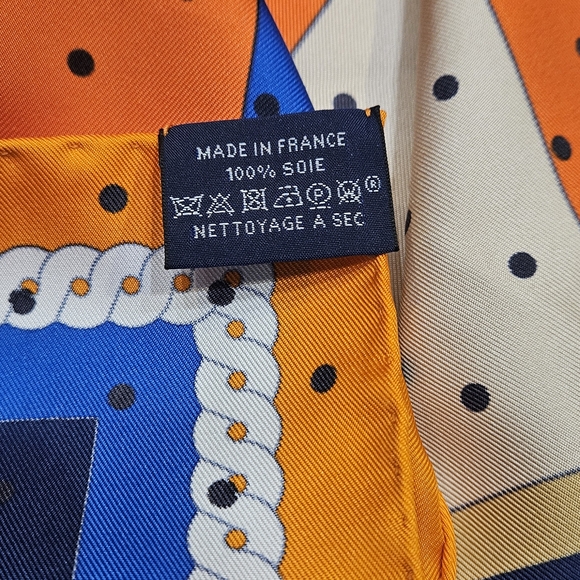 MADE IN FRANCE
100% SOIE
P W ®
NETTOYAGE A SEC